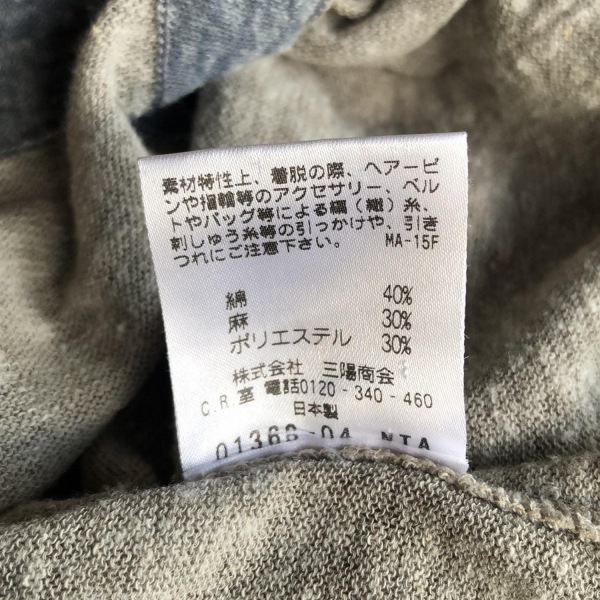 素材特性上、着脱の際、ヘアーピ
ンや指輪等のアクセサリー、ベル
トやバッグ等による綱（織）糸、
刺しゅう糸等の引っかけや、引き
つれにご注意下さい。 MA-15F
綿 40%
麻 30%
ポリエステル 30%
株式会社 三陽商会
C.R.室 電話0120-340-460
日本製
01368-04 NTA